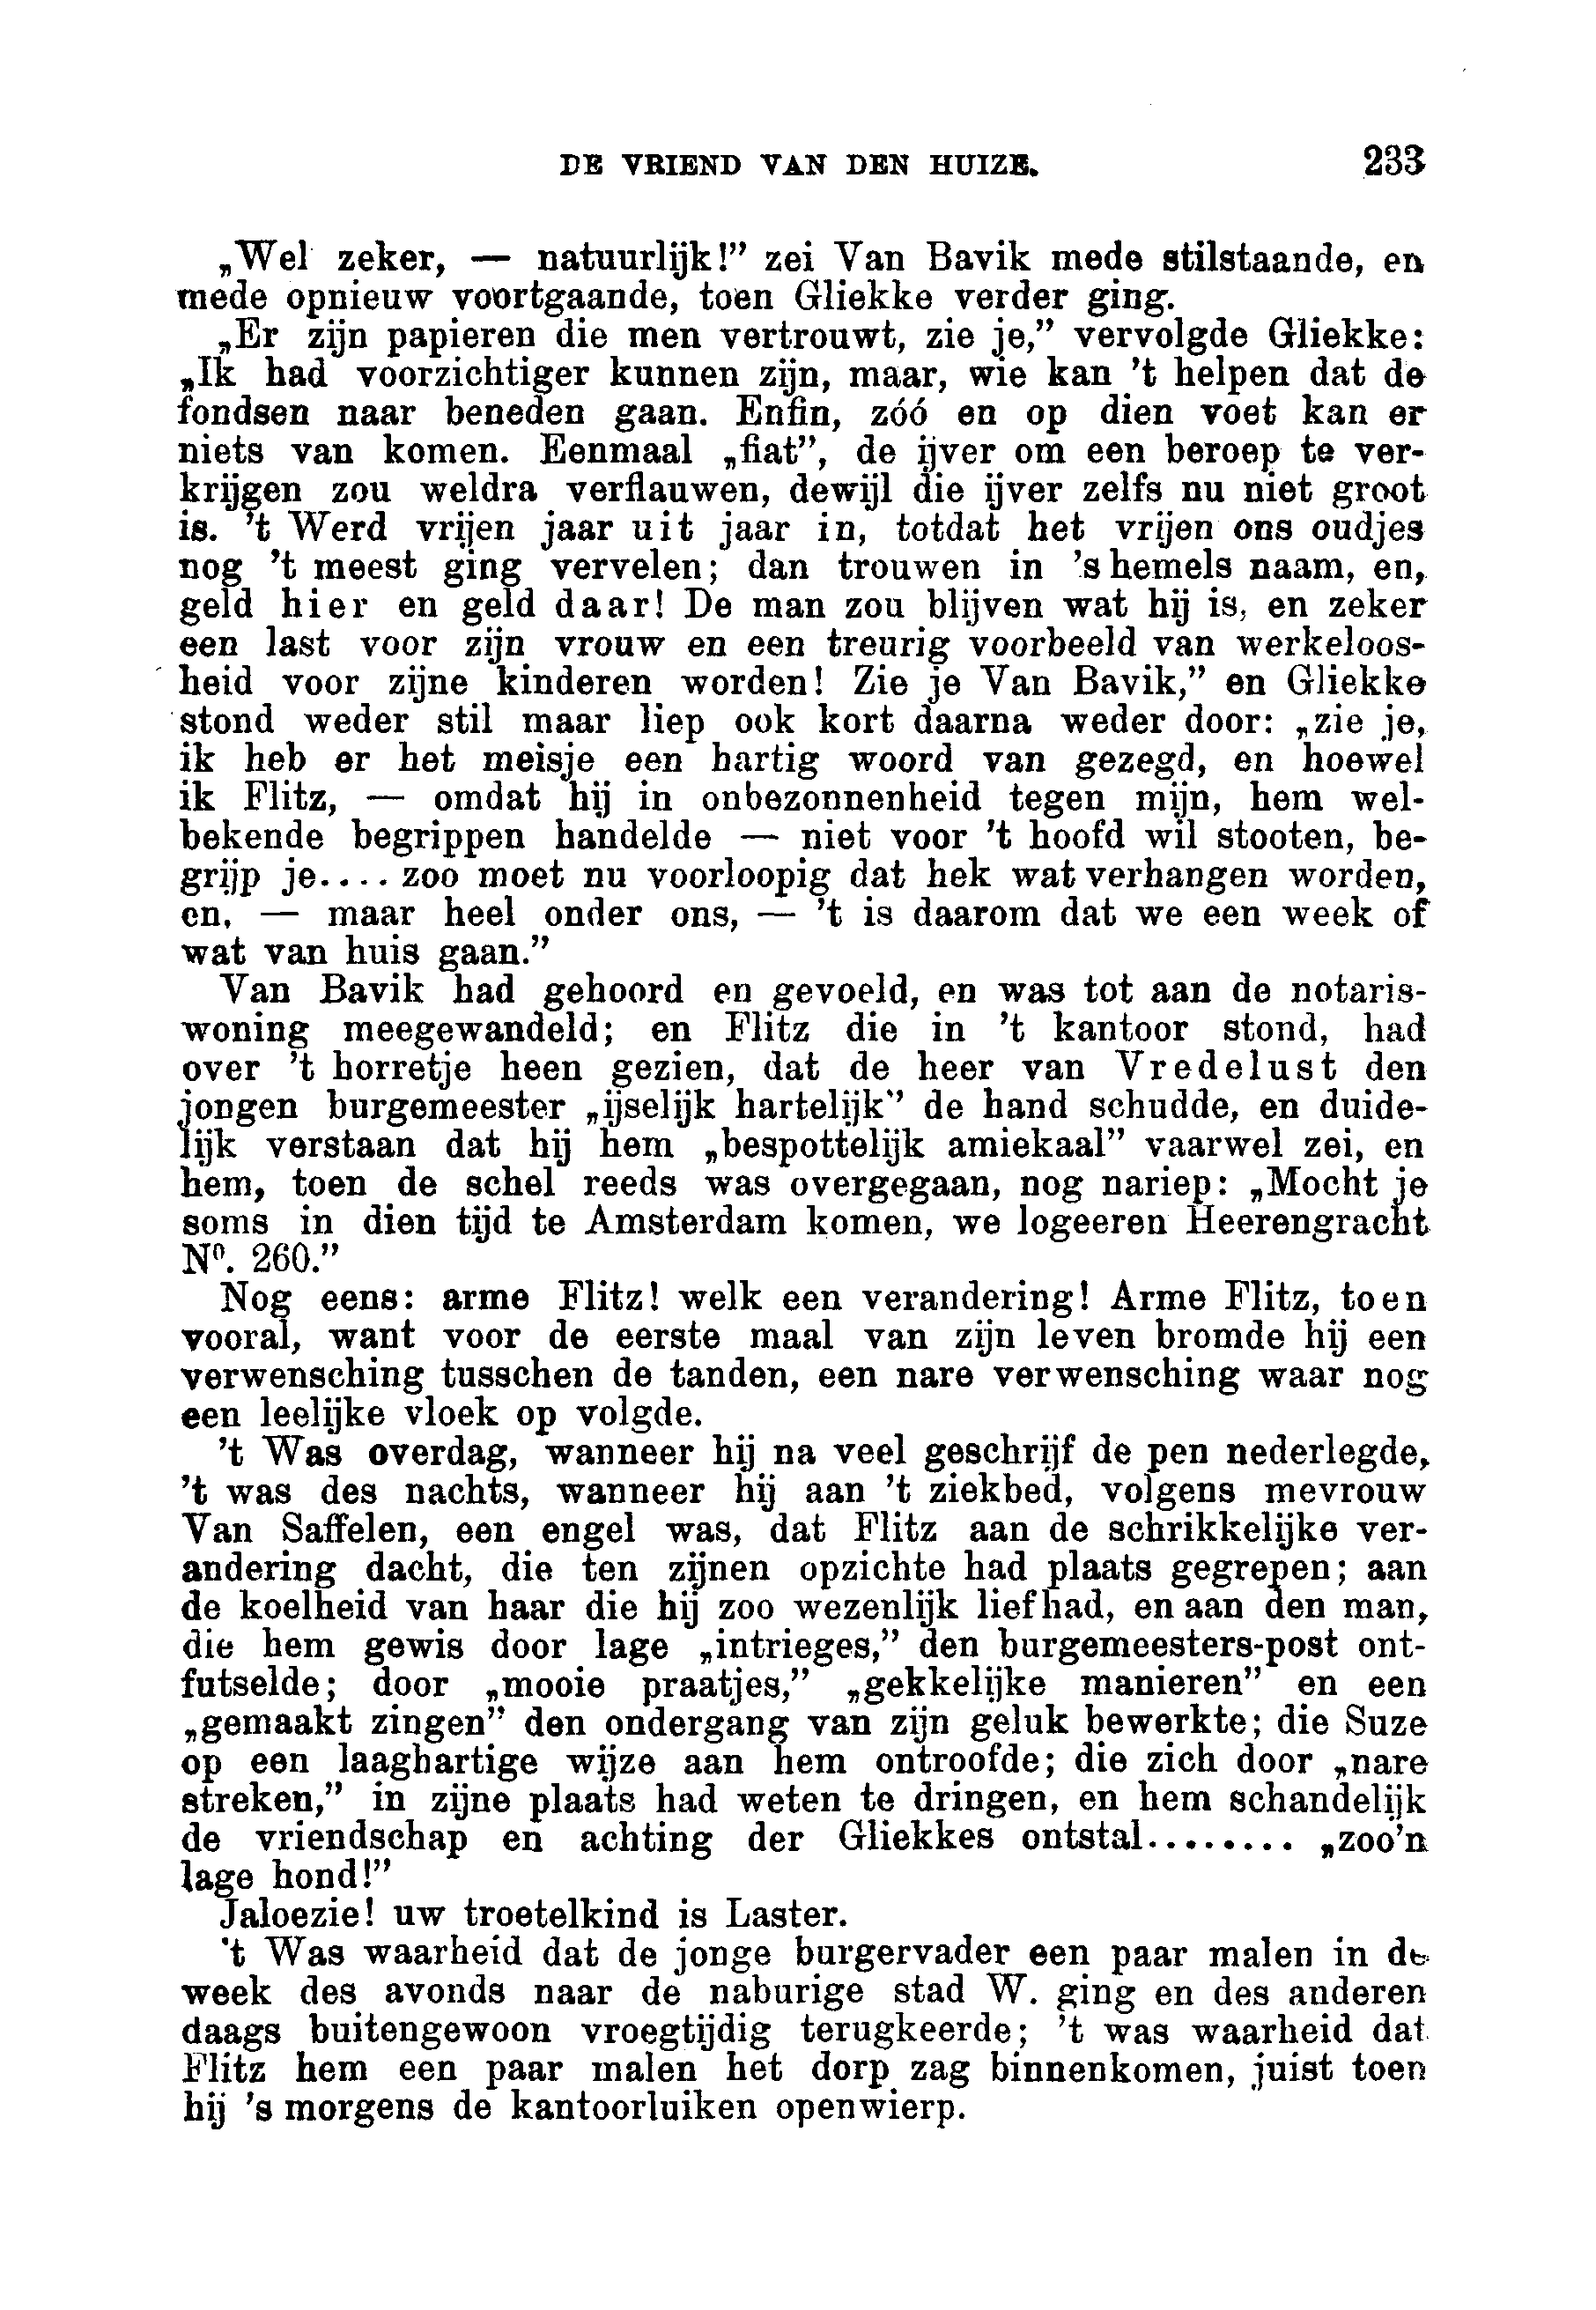 DE VRIEND VAN DEN HUIZE. 233
„Wel zeker, — natuurlijk!” zei Van Bavik mede stilstaande, en
mede opnieuw voortgaande, toen Gliekke verder ging.
„Er zijn papieren die men vertrouwt, zie je,” vervolgde Gliekke:
„Ik had voorzichtiger kunnen zijn, maar, wie kan ’t helpen dat de
fondsen naar beneden gaan. Enfin, zóó en op dien voet kan er
niets van komen. Eenmaal „fiat”, de ijver om een beroep te ver-
krijgen zou weldra verflauwen, dewijl die ijver zelfs nu niet groot
is. ’t Werd vrijen jaar uit jaar in, totdat het vrijen ons oudjes
nog ’t meest ging vervelen; dan trouwen in ’s hemels naam, en,
geld hier en geld daar! De man zou blijven wat hij is, en zeker
een last voor zijn vrouw en een treurig voorbeeld van werkeloos-
heid voor zijne kinderen worden! Zie je Van Bavik,” en Gliekke
stond weder stil maar liep ook kort daarna weder door: „zie je,
ik heb er het meisje een hartig woord van gezegd, en hoewel
ik Flitz, — omdat hij in onbezonnenheid tegen mijn, hem wel-
bekende begrippen handelde — niet voor ’t hoofd wil stooten, be-
grijp je.... zoo moet nu voorloopig dat hek wat verhangen worden,
en, — maar heel onder ons, — ’t is daarom dat we een week of
wat van huis gaan.”
Van Bavik had gehoord en gevoeld, en was tot aan de notaris-
woning meegewandeld; en Flitz die in ’t kantoor stond, had
over ’t horretje heen gezien, dat de heer van Vredelust den
jongen burgemeester „ijselijk hartelijk” de hand schudde, en duide-
lijk verstaan dat hij hem „bespottelijk amiekaal” vaarwel zei, en
hem, toen de schel reeds was overgegaan, nog nariep: „Mocht je
soms in dien tijd te Amsterdam komen, we logeeren Heerengracht
Nº. 260.”
Nog eens: arme Flitz! welk een verandering! Arme Flitz, toen
vooral, want voor de eerste maal van zijn leven bromde hij een
verwensching tusschen de tanden, een nare verwensching waar nog
een leelijke vloek op volgde.
’t Was overdag, wanneer hij na veel geschrijf de pen nederlegde,
’t was des nachts, wanneer hij aan ’t ziekbed, volgens mevrouw
Van Saffelen, een engel was, dat Flitz aan de schrikkelijke ver-
andering dacht, die ten zijnen opzichte had plaats gegrepen; aan
de koelheid van haar die hij zoo wezenlijk liefhad, en aan den man,
die hem gewis door lage „intrieges,” den burgemeesters-post ont-
futselde; door „mooie praatjes,” „gekkelijke manieren” en een
„gemaakt zingen” den ondergang van zijn geluk bewerkte; die Suze
op een laaghartige wijze aan hem ontroofde; die zich door „nare
streken,” in zijne plaats had weten te dringen, en hem schandelijk
de vriendschap en achting der Gliekkes ontstal........ „zoo’n
lage hond!”
Jaloezie! uw troetelkind is Laster.
’t Was waarheid dat de jonge burgervader een paar malen in de
week des avonds naar de naburige stad W. ging en des anderen
daags buitengewoon vroegtijdig terugkeerde; ’t was waarheid dat
Flitz hem een paar malen het dorp zag binnenkomen, juist toen
hij ’s morgens de kantoorluiken openwierp.